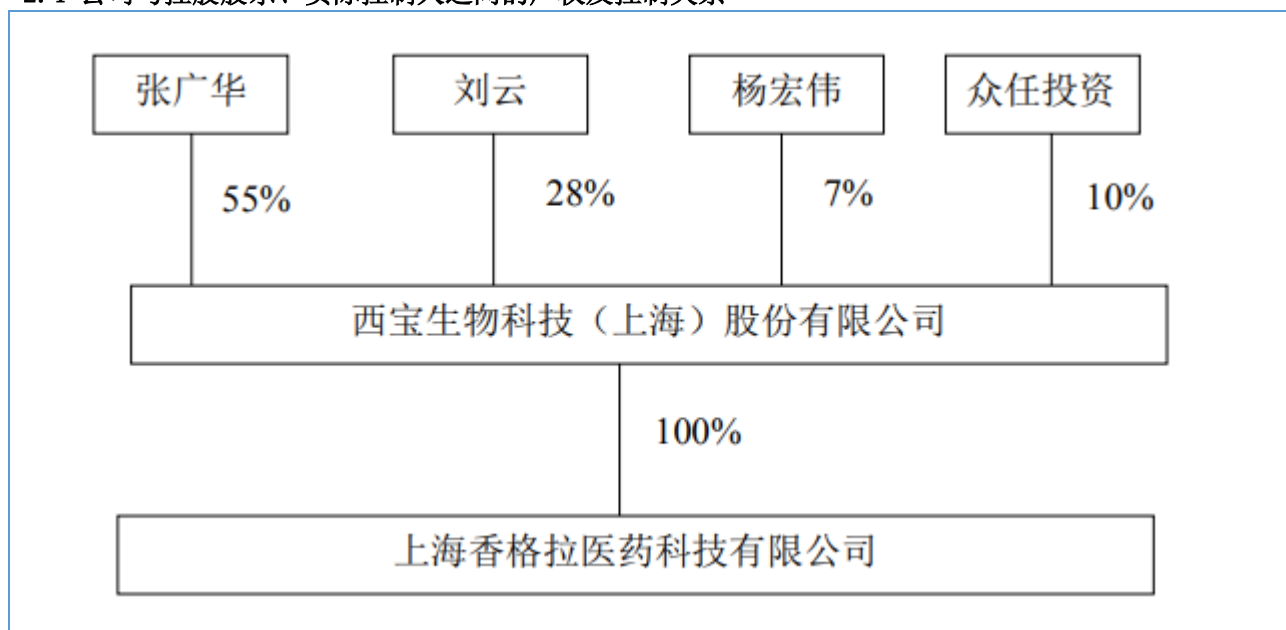 张广华
刘云
杨宏伟
众任投资
55%
28%
7%
10%
西宝生物科技（上海）股份有限公司
100%
上海香格拉医药科技有限公司